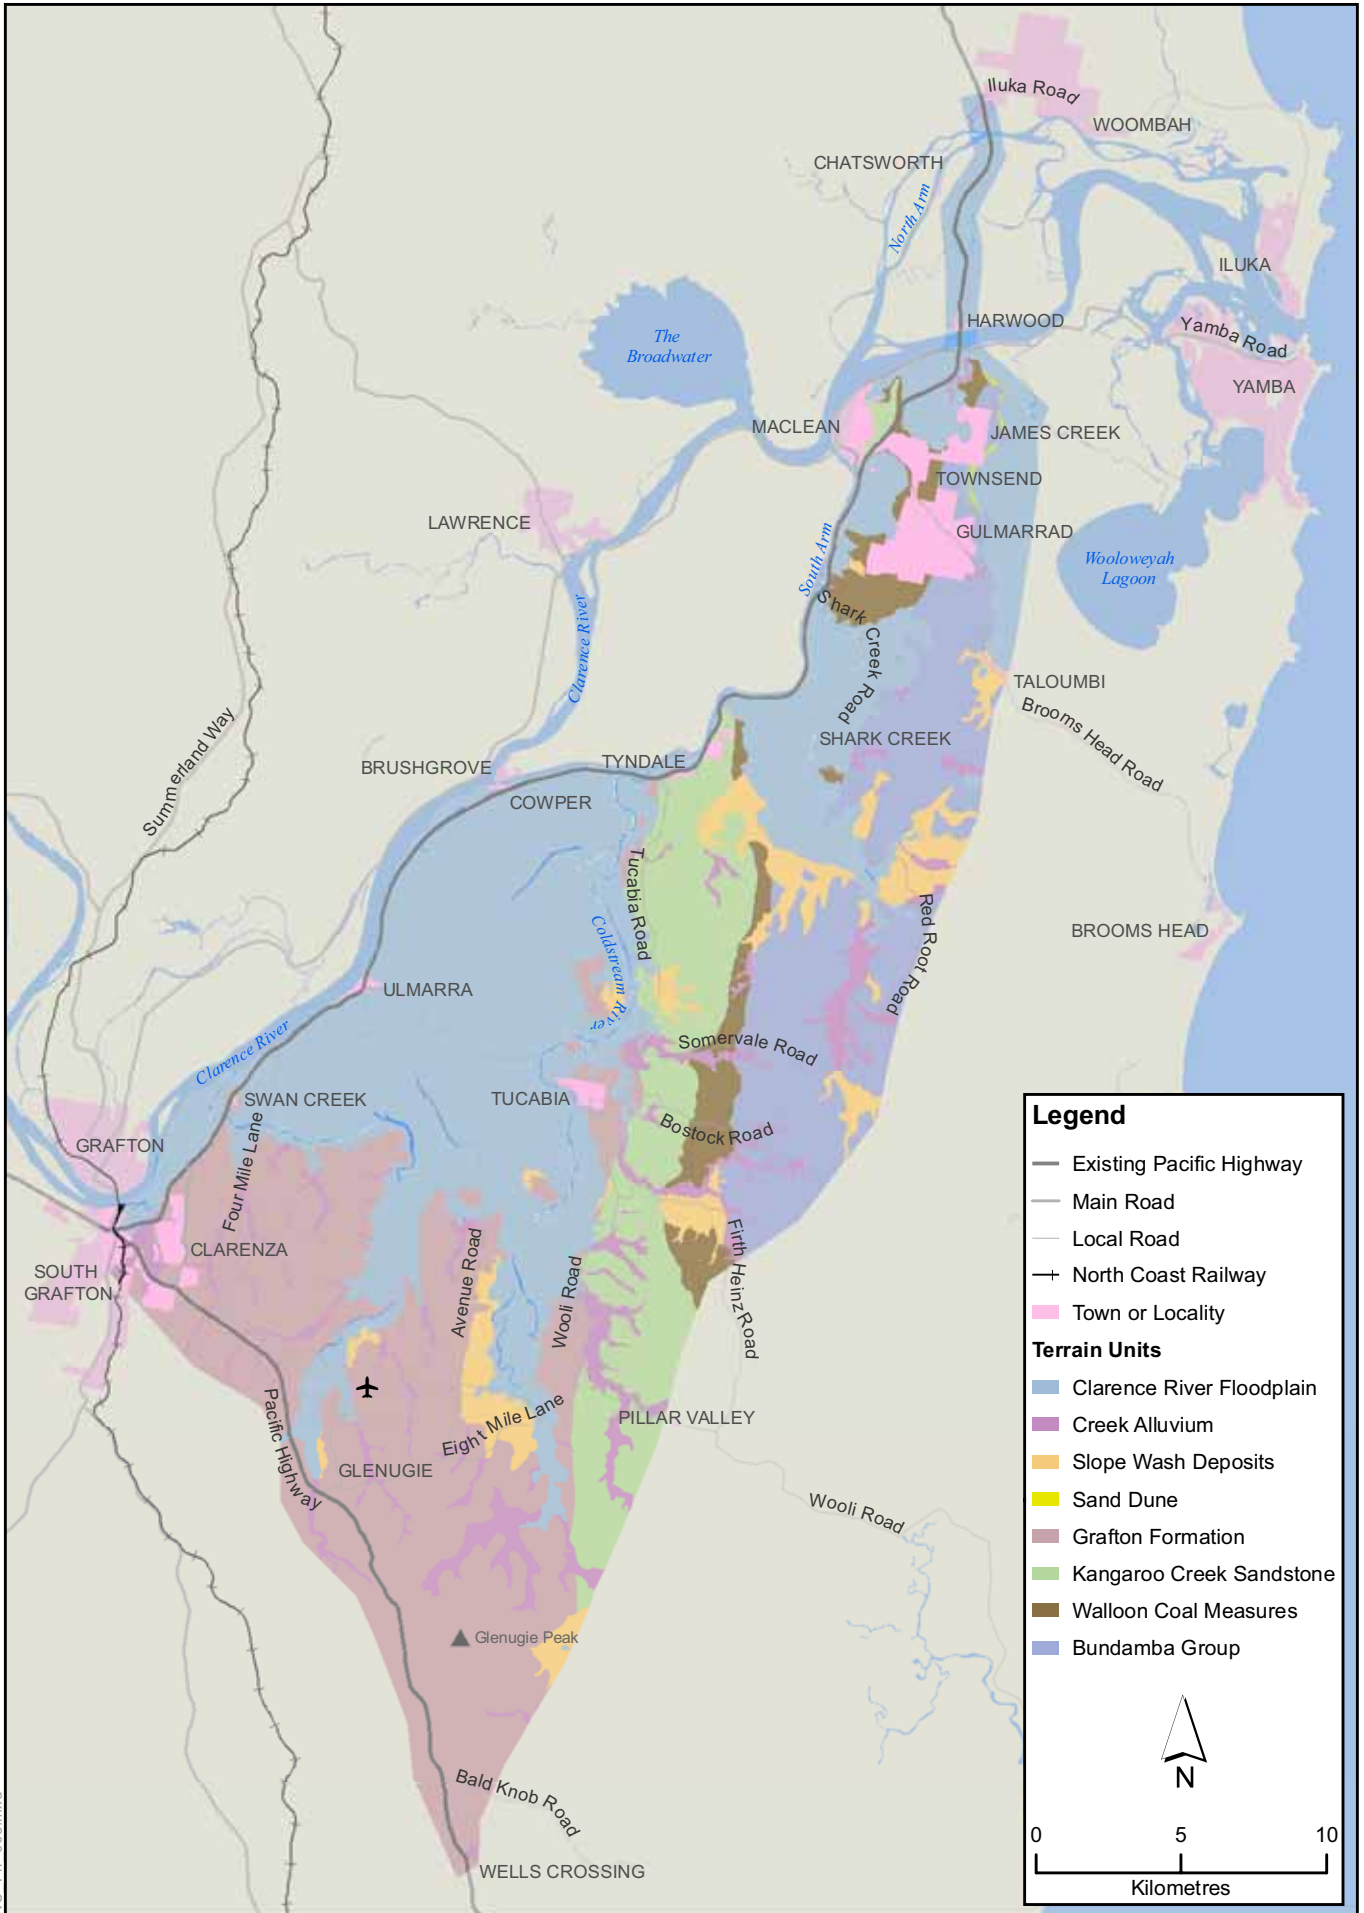 Iluka Road
WOOMBAH
CHATSWORTH
North Arm
ILUKA
HARWOOD
Yamba Road
The
Broadwater
YAMBA
MACLEAN
JAMES CREEK
TOWNSEND
LAWRENCE
GULMARRAD
South Arm
Wooloweyah
Lagoon
Shark Creek Road
Clarence River
TALOUMBI
Brooms Head Road
Summerland Way
SHARK CREEK
TYNDALE
BRUSHGROVE
COWPER
Tucabia Road
Red Root Road
BROOMS HEAD
Coldstream River
ULMARRA
Clarence River
Somervale Road
SWAN CREEK
TUCABIA
Bostock Road
GRAFTON
Four Mile Lane
CLARENZA
Avenue Road
Wooli Road
Firth Heinz Road
SOUTH
GRAFTON
Pacific Highway
Eight Mile Lane
PILLAR VALLEY
GLENUGIE
Wooli Road
Glenugie Peak
Bald Knob Road
WELLS CROSSING
Legend
Existing Pacific Highway
Main Road
Local Road
North Coast Railway
Town or Locality
Terrain Units
Clarence River Floodplain
Creek Alluvium
Slope Wash Deposits
Sand Dune
Grafton Formation
Kangaroo Creek Sandstone
Walloon Coal Measures
Bundamba Group
N
0 5 10
Kilometres